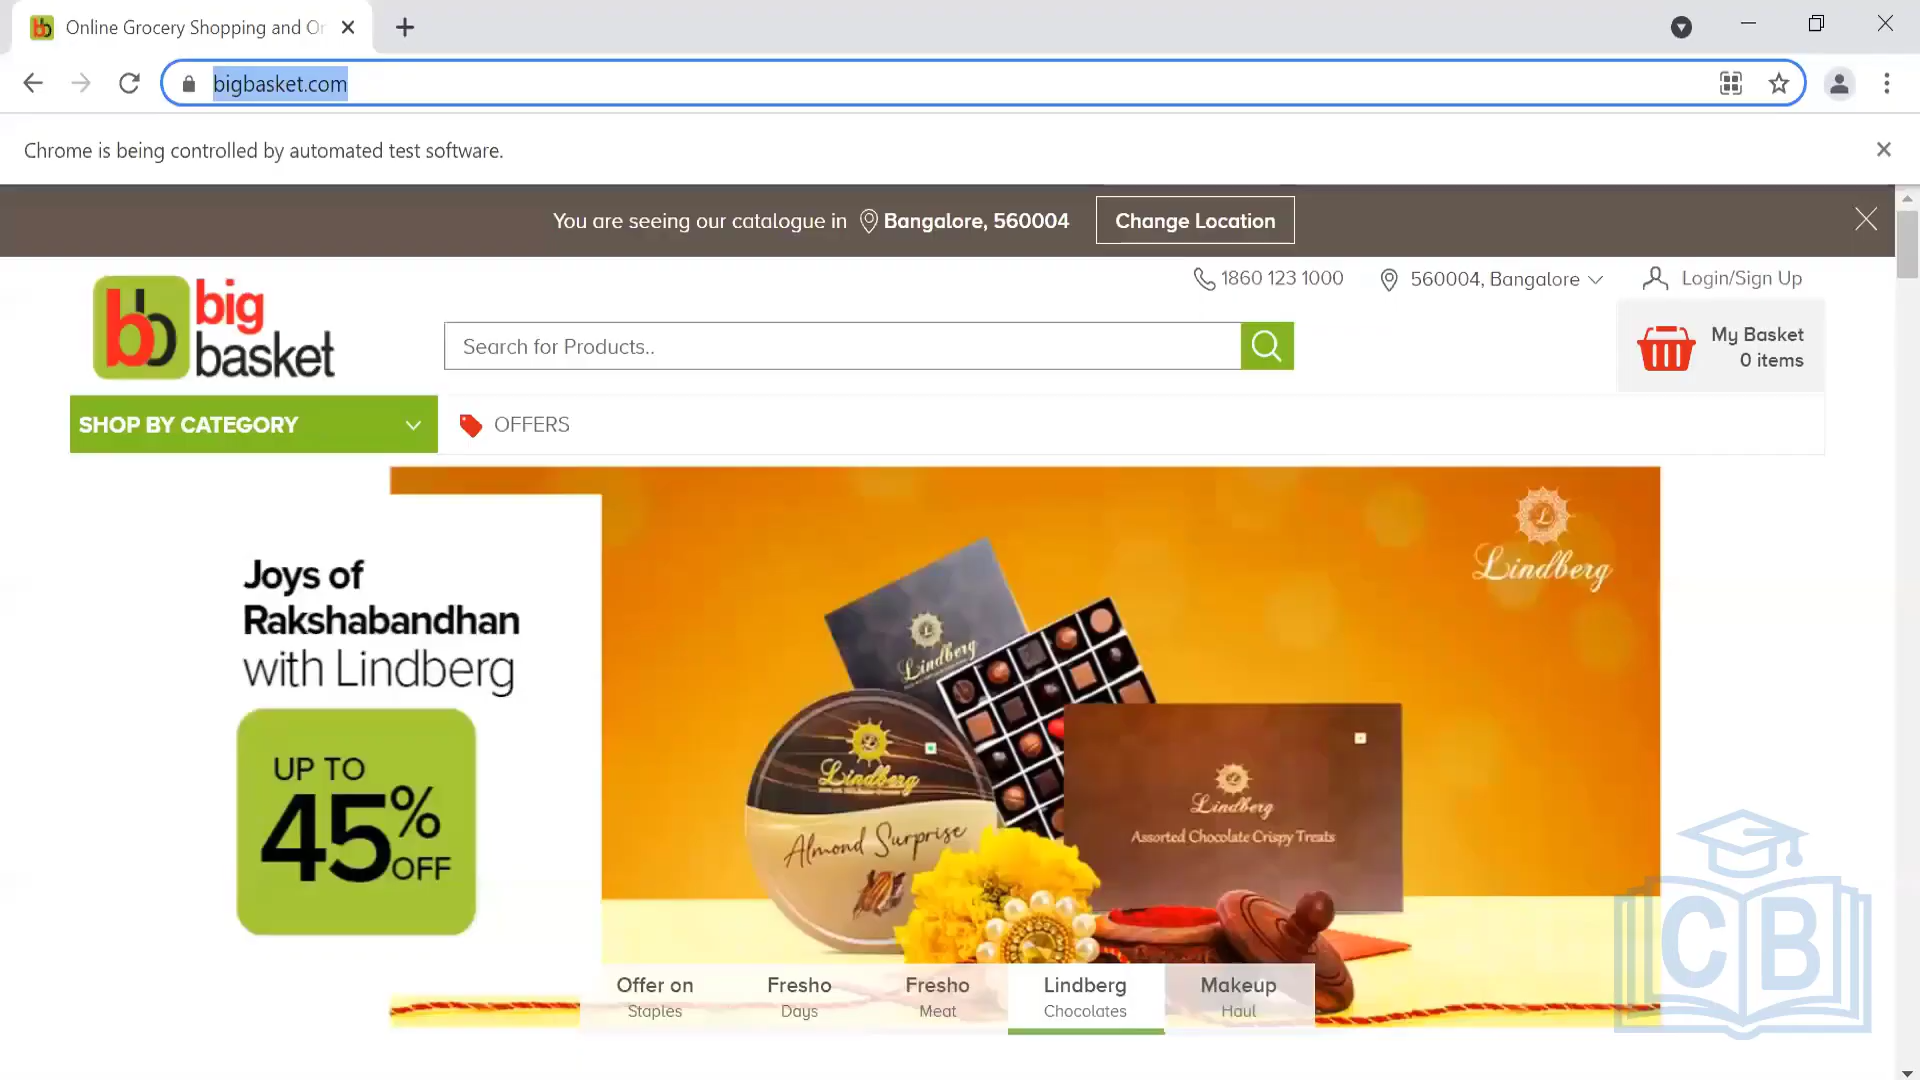 Online Grocery Shopping and Or
bigbasket.com
Chrome is being controlled by automated test software.
You are seeing our catalogue in Bangalore, 560004 Change Location
1860 123 1000 560004, Bangalore Login/Sign Up
bb big basket
Search for Products..
My Basket
0 items
SHOP BY CATEGORY OFFERS
Joys of
Rakshabandhan
with Lindberg
UP TO
45% OFF
Lindberg
Lindberg
Lindberg
Almond Surprise
Lindberg
Assorted Chocolate Crispy Treats
Offer on
Staples
Fresho
Days
Fresho
Meat
Lindberg
Chocolates
Makeup
Haul
CB